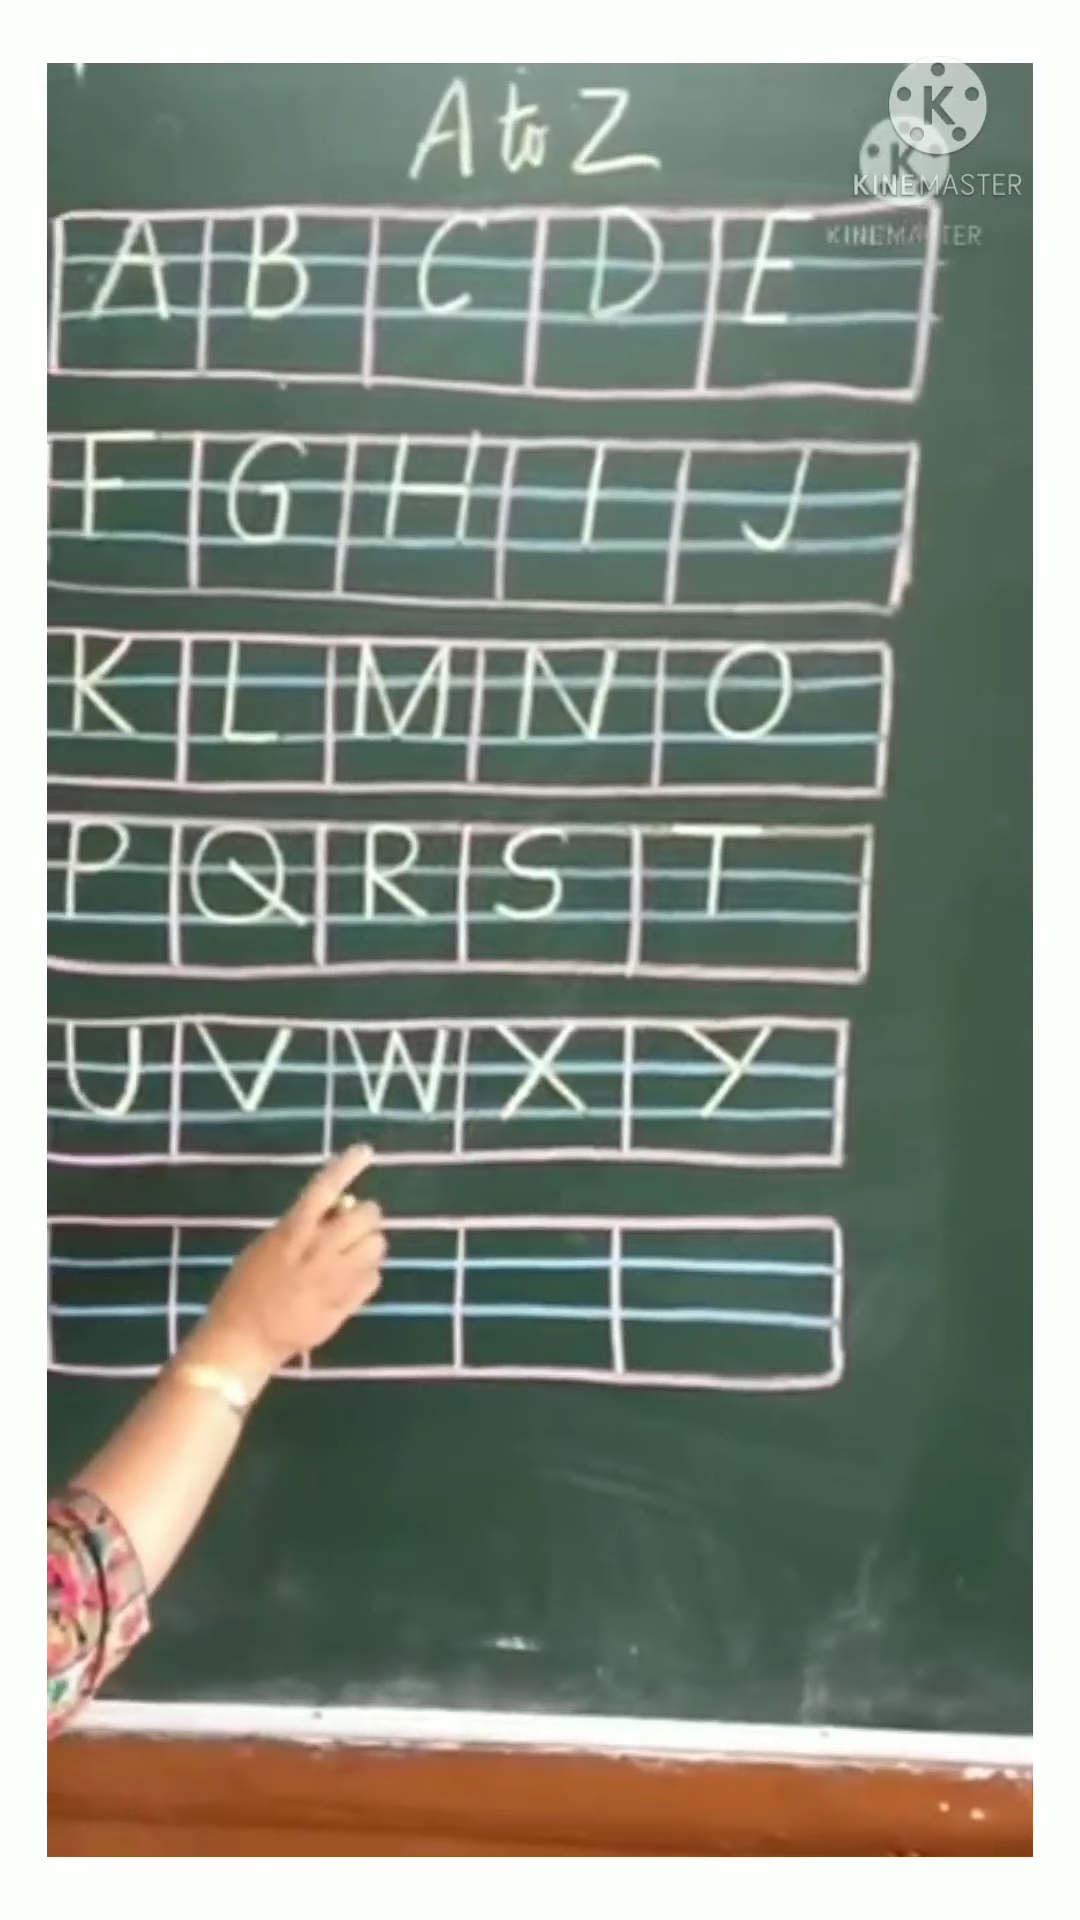 A to Z
K
K
KINEMASTER
KINEMASTER
A B C D E
F G H I J
K L M N O
P Q R S T
U V W X Y